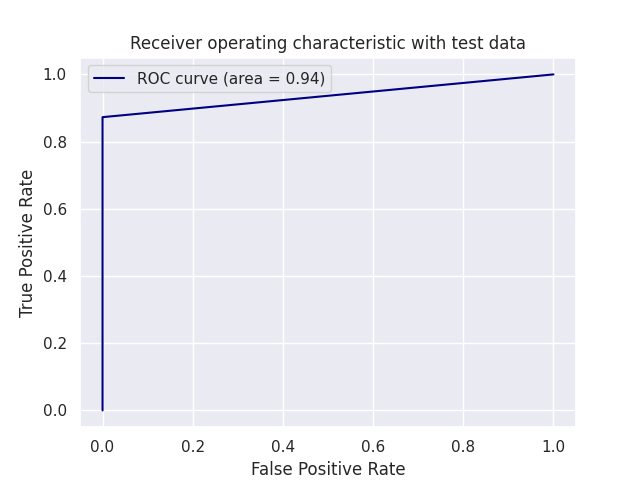 Receiver operating characteristic with test data
ROC curve (area = 0.94)
True Positive Rate
1.0
0.8
0.6
0.4
0.2
0.0
0.0 0.2 0.4 0.6 0.8 1.0
False Positive Rate